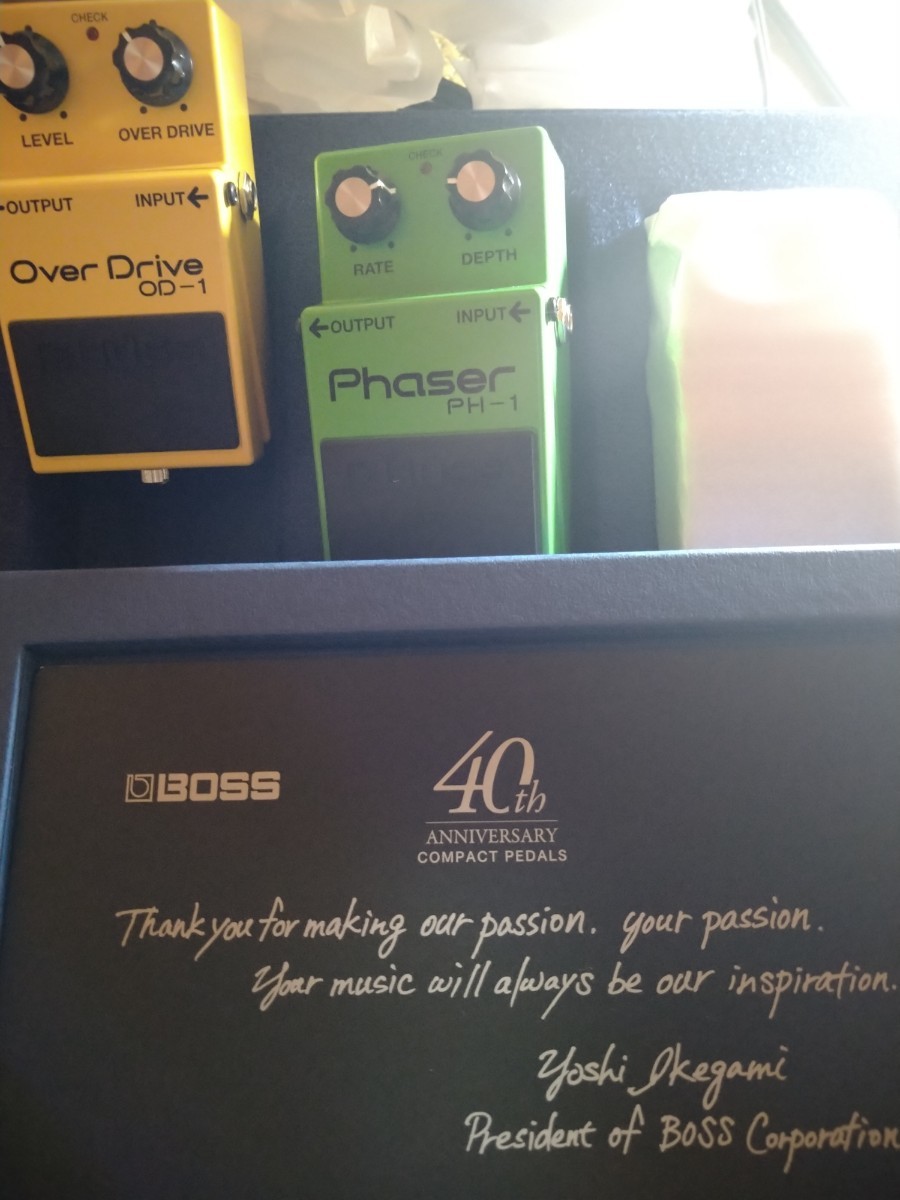 CHECK
LEVEL
OVER DRIVE
OUTPUT
INPUT←
Over Drive
OD-1
CHECK
RATE
DEPTH
←OUTPUT
INPUT←
Phaser
PH-1
BOSS
40th
ANNIVERSARY
COMPACT PEDALS
Thank you for making our passion. your passion.
Your music will always be our inspiration.
Yoshi Ikegami
President of BOSS Corporation